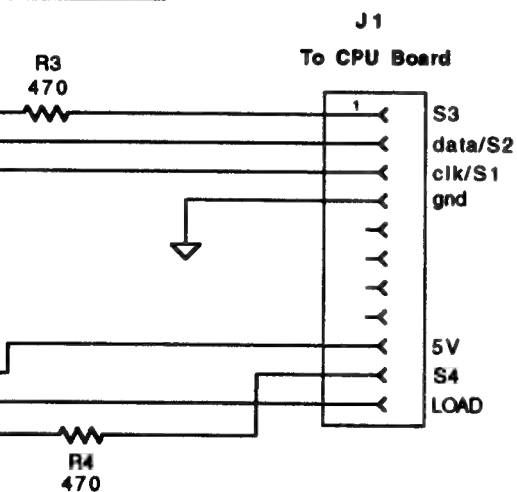 J1
To CPU Board
R3
470
1
S3
data/S2
clk/S1
gnd
5V
S4
LOAD
R4
470